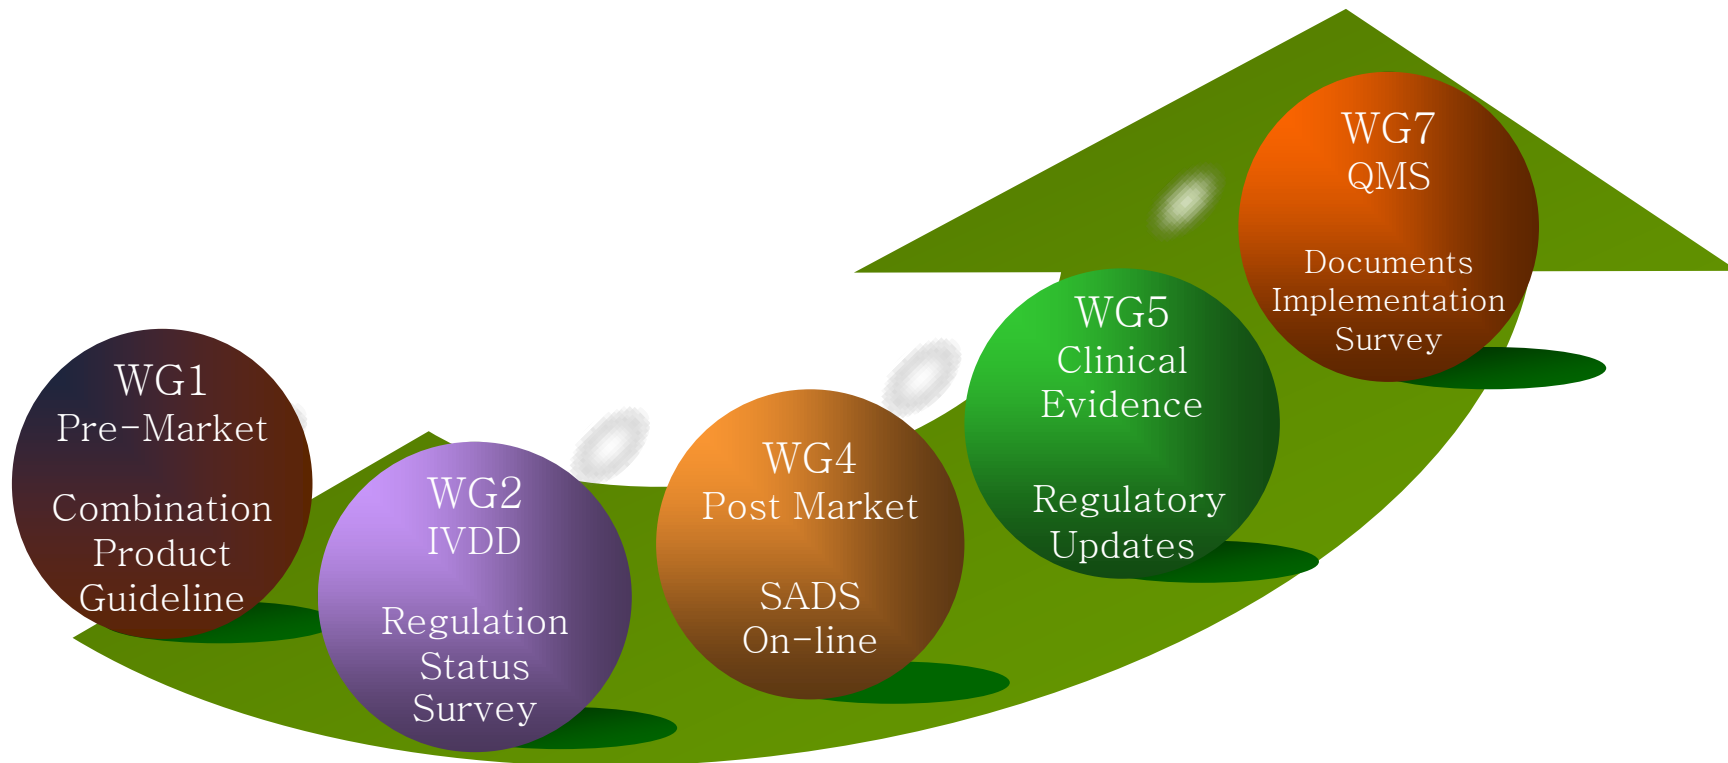 WG1
Pre-Market
Combination
Product
Guideline
WG2
IVDD
Regulation
Status
Survey
WG4
Post Market
SADS
On-line
WG5
Clinical
Evidence
Regulatory
Updates
WG7
QMS
Documents
Implementation
Survey